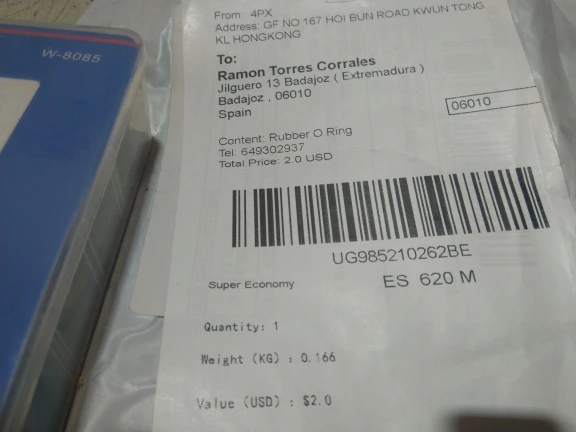 W-8085
From: 4PX
Address: GF NO 167 HOI BUN ROAD KWUN TONG
KL HONGKONG
To:
Ramon Torres Corrales
Jilguero 13 Badajoz ( Extremadura )
Badajoz , 06010
Spain
06010
Content: Rubber O Ring
Tel: 649302937
Total Price: 2.0 USD
UG985210262BE
Super Economy
ES 620 M
Quantity: 1
Weight (KG) : 0.166
Value (USD) : $2.0